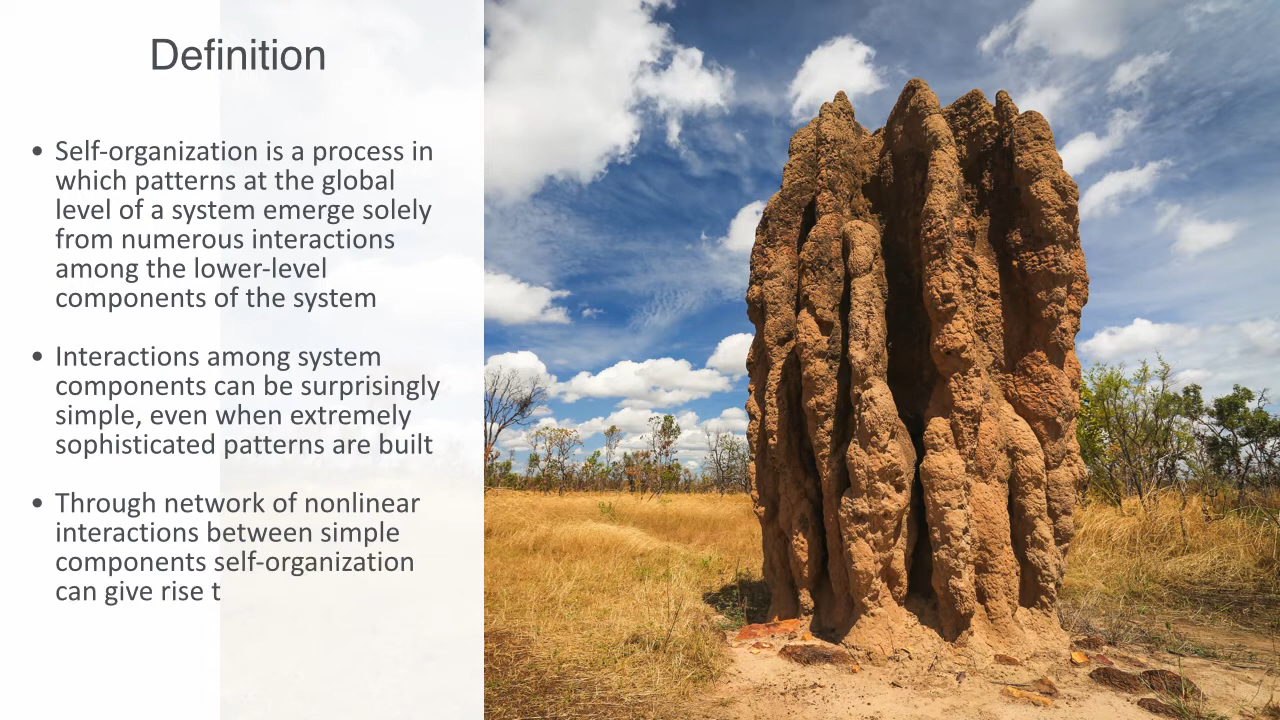 Definition
• Self-organization is a process in
which patterns at the global
level of a system emerge solely
from numerous interactions
among the lower-level
components of the system
• Interactions among system
components can be surprisingly
simple, even when extremely
sophisticated patterns are built
• Through network of nonlinear
interactions between simple
components self-organization
can give rise t